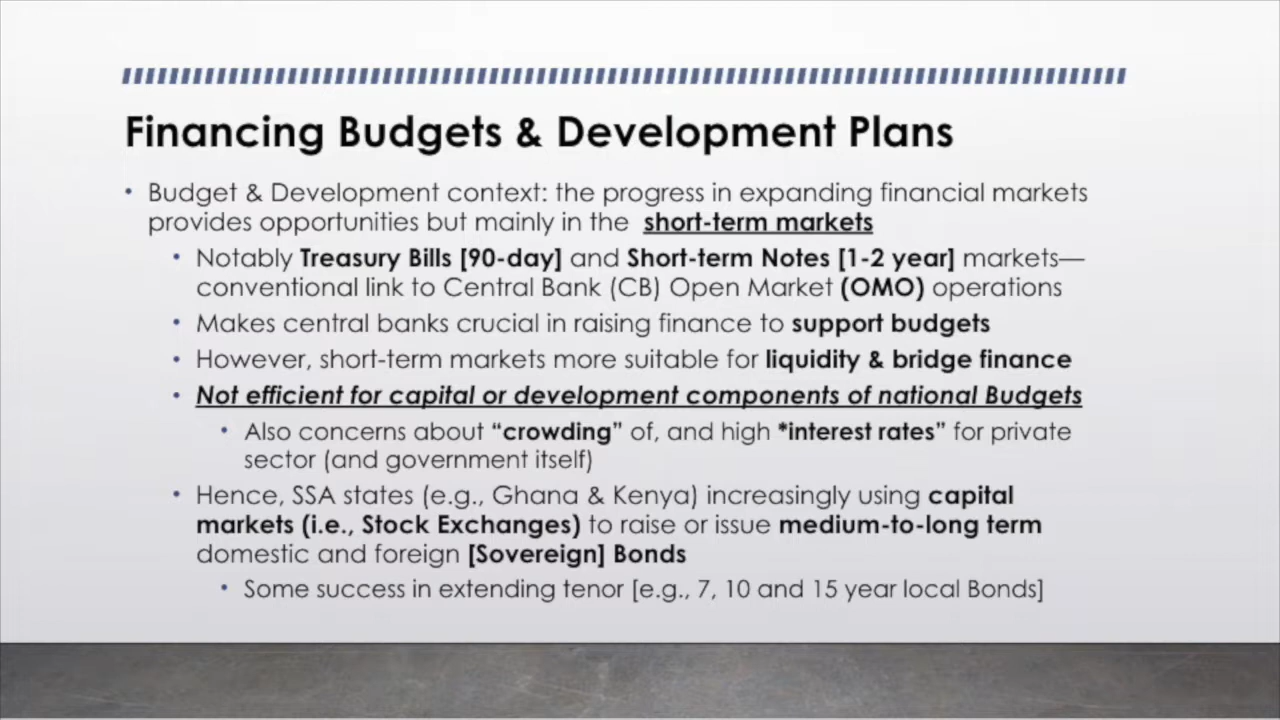 Financing Budgets & Development Plans
• Budget & Development context: the progress in expanding financial markets
provides opportunities but mainly in the short-term markets
• Notably Treasury Bills [90-day] and Short-term Notes [1-2 year] markets—
conventional link to Central Bank (CB) Open Market (OMO) operations
• Makes central banks crucial in raising finance to support budgets
• However, short-term markets more suitable for liquidity & bridge finance
• Not efficient for capital or development components of national Budgets
• Also concerns about “crowding” of, and high *interest rates” for private
sector (and government itself)
• Hence, SSA states (e.g., Ghana & Kenya) increasingly using capital
markets (i.e., Stock Exchanges) to raise or issue medium-to-long term
domestic and foreign [Sovereign] Bonds
• Some success in extending tenor [e.g., 7, 10 and 15 year local Bonds]